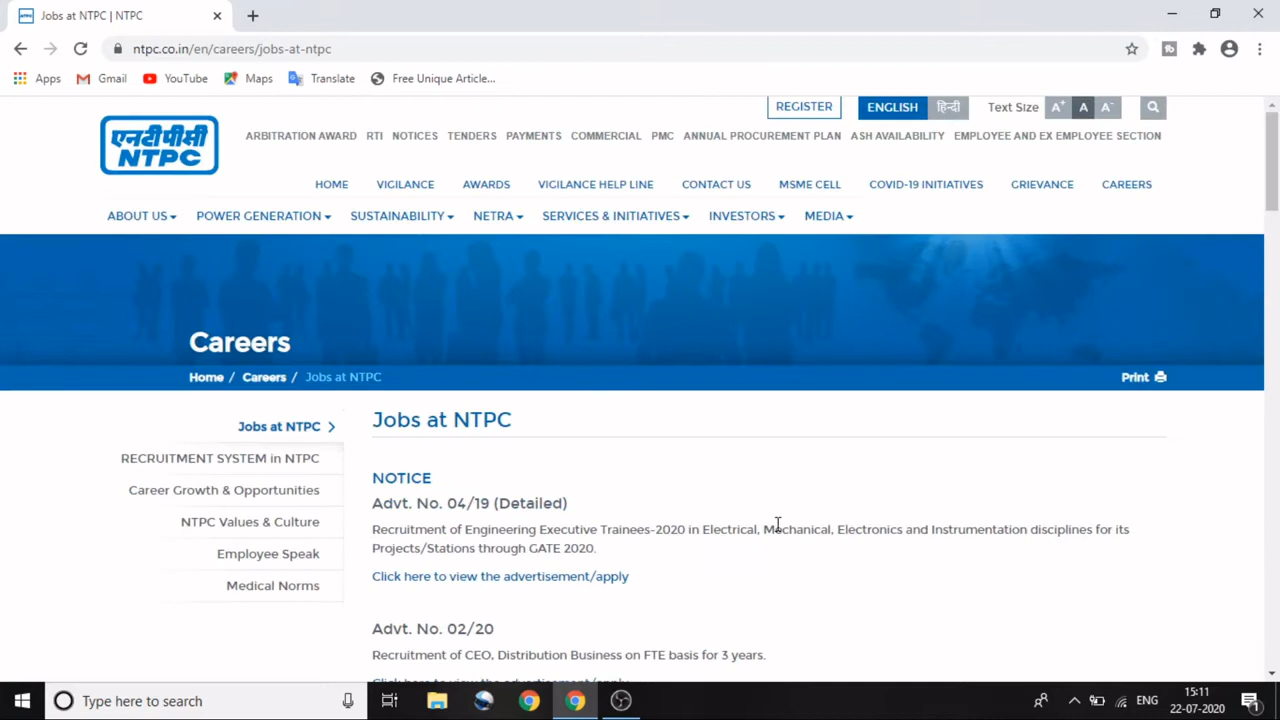 Jobs at NTPC | NTPC
ntpc.co.in/en/careers/jobs-at-ntpc
Apps Gmail YouTube Maps Translate Free Unique Article...
REGISTER ENGLISH हिन्दी Text Size A+ A A-
ARBITRATION AWARD RTI NOTICES TENDERS PAYMENTS COMMERCIAL PMC ANNUAL PROCUREMENT PLAN ASH AVAILABILITY EMPLOYEE AND EX EMPLOYEE SECTION
एनटीपीसी
NTPC
HOME VIGILANCE AWARDS VIGILANCE HELP LINE CONTACT US MSME CELL COVID-19 INITIATIVES GRIEVANCE CAREERS
ABOUT US POWER GENERATION SUSTAINABILITY NETRA SERVICES & INITIATIVES INVESTORS MEDIA
Careers
Home / Careers / Jobs at NTPC Print
Jobs at NTPC
RECRUITMENT SYSTEM in NTPC
Career Growth & Opportunities
NTPC Values & Culture
Employee Speak
Medical Norms
Jobs at NTPC
NOTICE
Advt. No. 04/19 (Detailed)
Recruitment of Engineering Executive Trainees-2020 in Electrical, Mechanical, Electronics and Instrumentation disciplines for its
Projects/Stations through GATE 2020.
Click here to view the advertisement/apply
Advt. No. 02/20
Recruitment of CEO, Distribution Business on FTE basis for 3 years.
Click here to view the advertisement/apply
Type here to search
ENG
15:11
22-07-2020